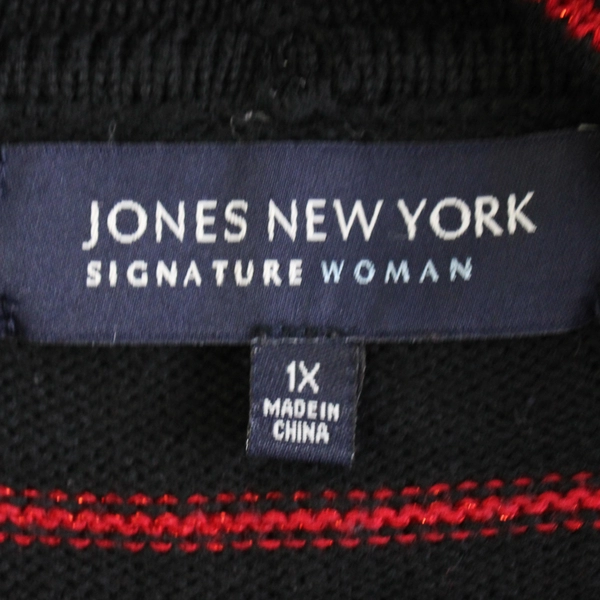 JONES NEW YORK
SIGNATURE WOMAN
1X
MADE IN
CHINA